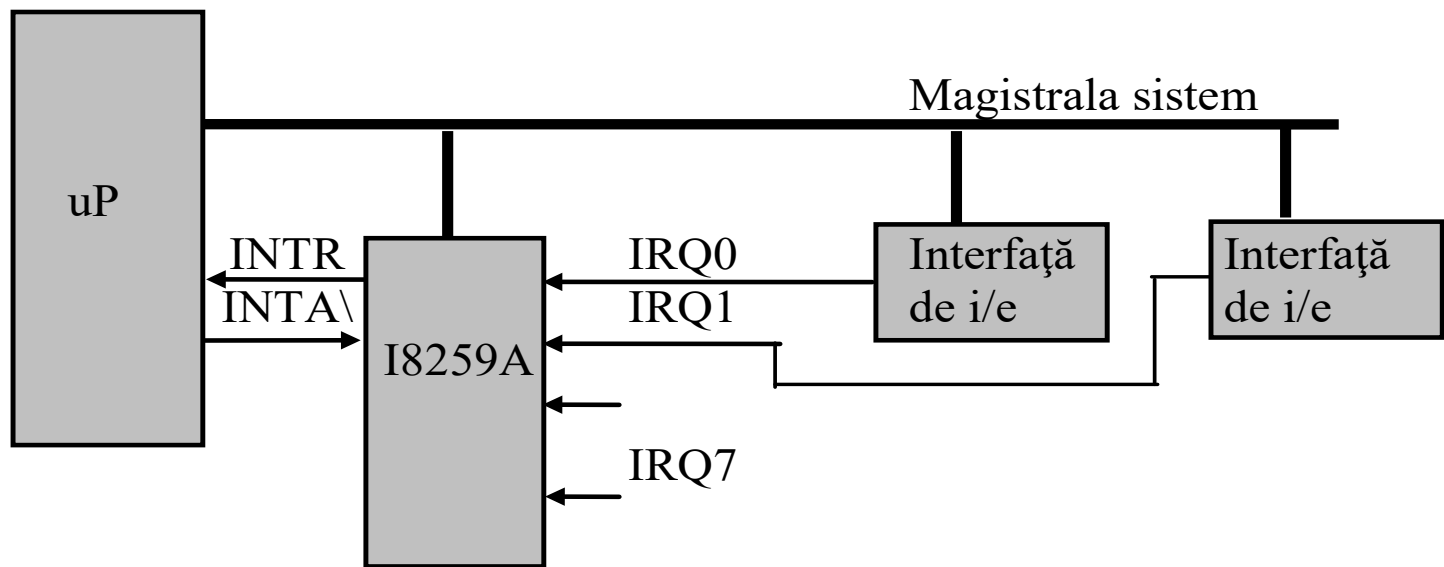 Magistrala sistem
uP
INTR
INTA\
I8259A
IRQ0
IRQ1
IRQ7
Interfaţă
de i/e
Interfaţă
de i/e